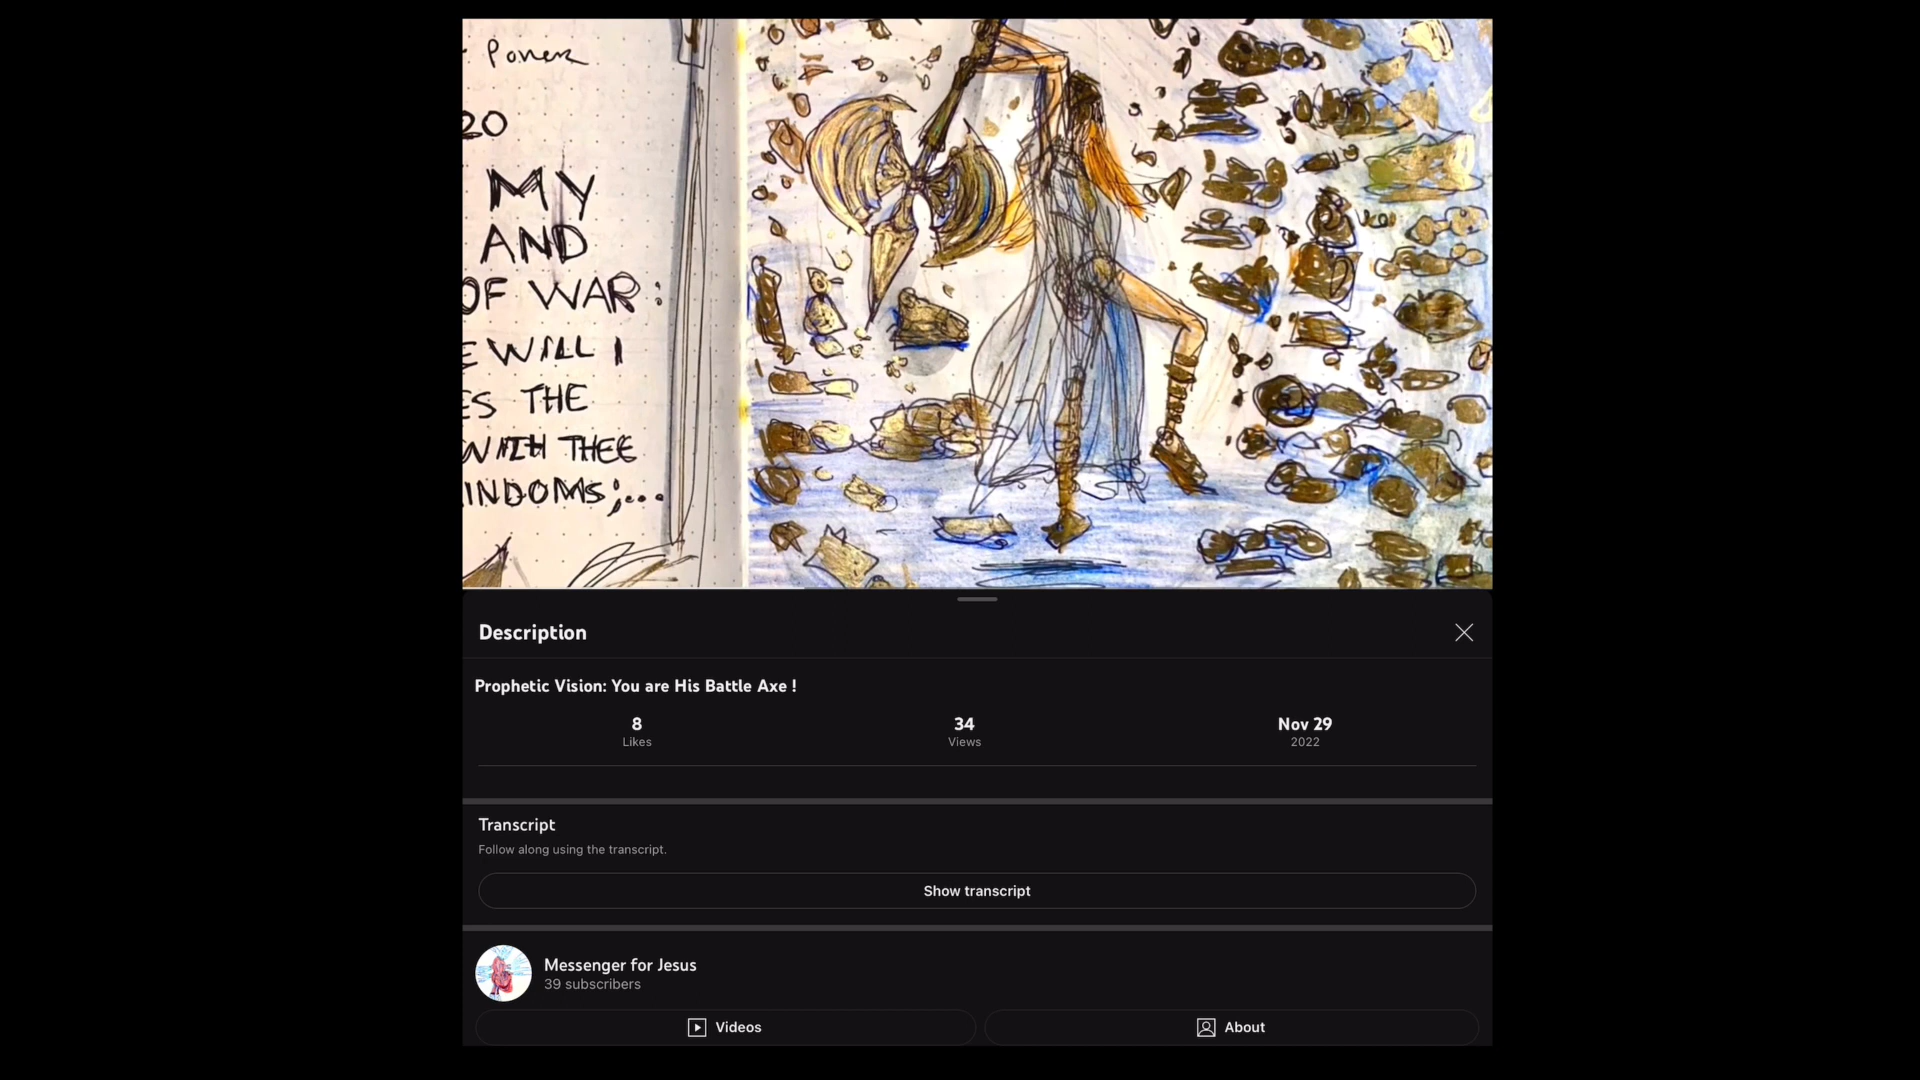 : Power
20
MY
AND
OF WAR:
E WILL I
ES THE
WITH THEE
INDOMS;...
Description
Prophetic Vision: You are His Battle Axe !
8
Likes
34
Views
Nov 29
2022
Transcript
Follow along using the transcript.
Show transcript
Messenger for Jesus
39 subscribers
Videos
About